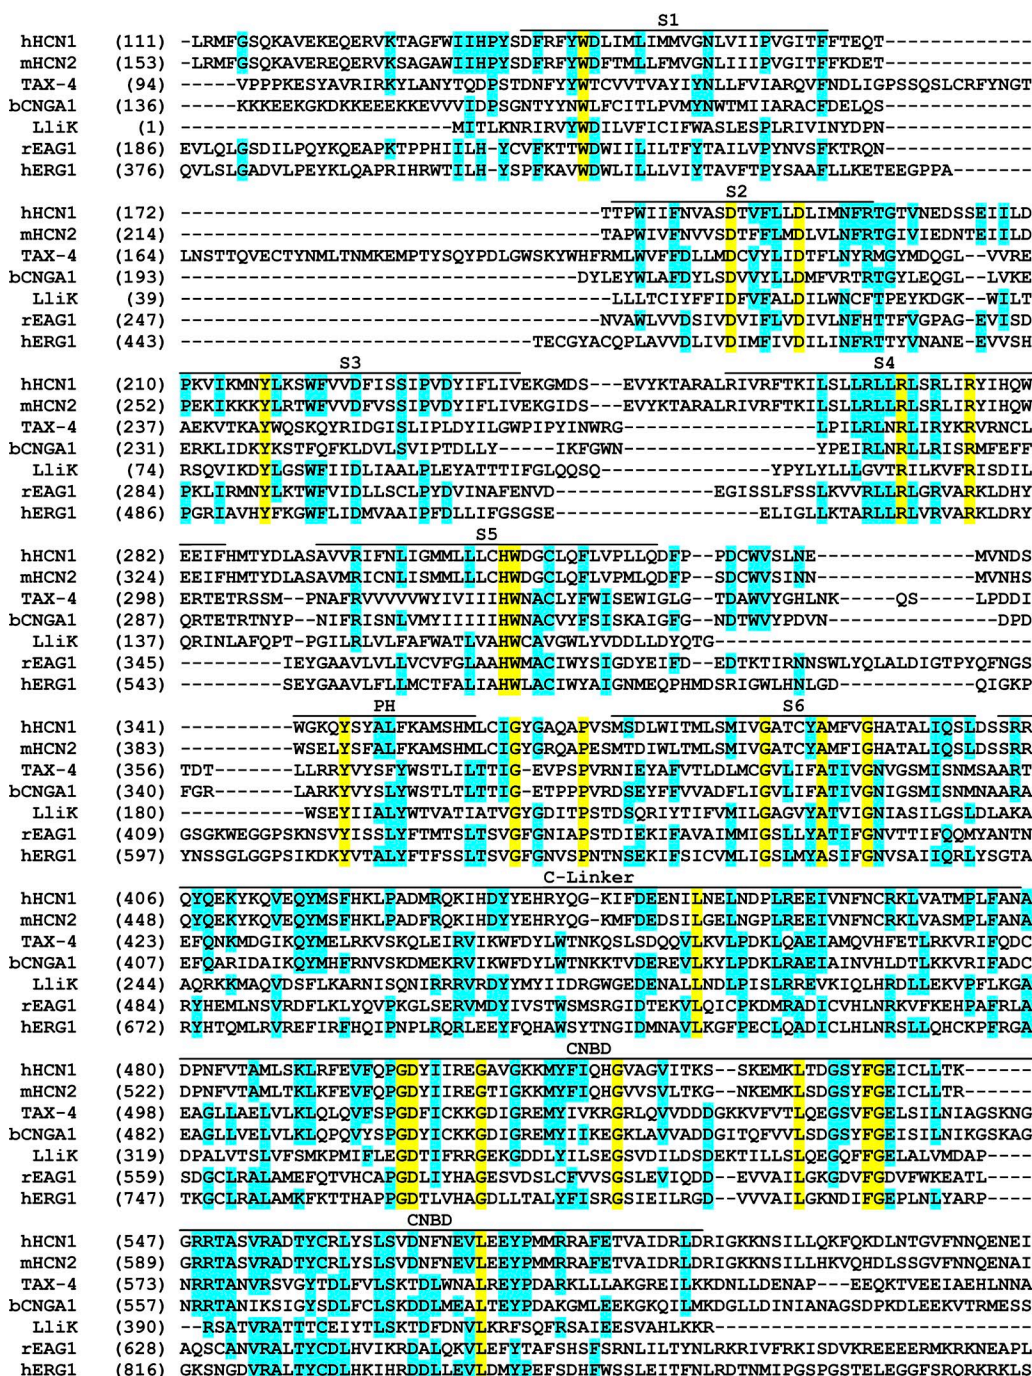 S1
hHCN1 (111) -LRMFGSQKAVEKEQERVKTAGFWIIHPYSDFRFYWDLIMLIMMVGNLVIIPVGITFFTEQT-------------
mHCN2 (153) -LRMFGSQKAVEREQERVKSAGAWIIHPYSDFRFYWDFTMLLFMVGNLIIIPVGITFFKDET-------------
TAX-4 (94) -----VPPPKESYAVRIRKYLANYTQDPSTDNFYYWTCVVTVAYIYNLLFVIARQVFNDLIGPSSQSLCRFYNGT
bCNGA1 (136) ---KKKEEKGKDKKEEEKKEVVVIDPSGNTYYNWLFCITLPVMYNWTMIIARACFDELQS---------------
LliK (1) ------------------------MITLKNRIRVYWDILVFICIFWASLESPLRIVINYDPN-------------
rEAG1 (186) EVLQLGSDILPQYKQEAPKTPPHIILH-YCVFKTTWDWIILILTFYTAILVPYNVSFKTRQN-------------
hERG1 (376) QVLSLGADVLPEYKLQAPRIHRWTILH-YSPFKAVWDWLILLLVIYTAVFTPYSAAFLLKETEEGPPA-------
S2
hHCN1 (172) -------------------------------------TTPWIIFNVASDTVFLLDLIMNFRTGTVNEDSSEIILD
mHCN2 (214) -------------------------------------TAPWIVFNVVSDTFFLMDLVLNFRTGIVIEDNTEIILD
TAX-4 (164) LNSTTQVECTYNMLTNMKEMPTYSQYPDLGWSKYWHFRMLWVFFDLLMDCVYLIDTFLNYRMGYMDQGL--VVRE
bCNGA1 (193) -----------------------------------DYLEYWLAFDYLSDVVYLLDMFVRTRTGYLEQGL--LVKE
LliK (39) -------------------------------------LLLTCIYFFIDFVFALDILWNCFTPEYKDGK--WILT
rEAG1 (247) -------------------------------------NVAWLVVDSIVDVIFLVDIVLNFHTTFVGPAG-EVISD
hERG1 (443) -------------------------------TECGYACQPLAVVDLIVDIMFIVDILINFRTTYVNANE-EVVSH
S3 S4
hHCN1 (210) PKVIKMNYLKSWFVVDFISSIPVDYIFLIVEKGMDS---EVYKTARALRIVRFTKILSLLRLLRLSRLIRYIHQW
mHCN2 (252) PEKIKKKYLRTWFVVDFVSSIPVDYIFLIVEKGIDS---EVYKTARALRIVRFTKILSLLRLLRLSRLIRYIHQW
TAX-4 (237) AEKVTKAYWQSKQYRIDGISLIPLDYILGWPIPYINWRG---------------LPILRLNRLIRYKRVRNCL
bCNGA1 (231) ERKLIDKYKSTFQFKLDVLSVIPTDLLY-----IKFGWN---------------YPEIRLNRLLRISRMFEFF
LliK (74) RSQVIKDYLGSWFIIDLIAALPLEYATTTIFGLQQSQ---------------YPYLYLLLGVTRILKVFRISDIL
rEAG1 (284) PKLIRMNYLKTWFVIDLLSCLPYDVINAFENVD---------------EGISSLFSSLKVVRLLRLGRVARKLDHY
hERG1 (486) PGRIAVHYFKGWFLIDMVAAIPFDLLIFGSGSE---------------ELIGLLKTARLLRLVRVARKLDRY
S5
hHCN1 (282) EEIFHMTYDLASAVVRIFNLIGMMLLLCHWDGCLQFLVPLLQDFP--PDCWVSLNE--------------MVNDS
mHCN2 (324) EEIFHMTYDLASAVMRICNLISMMLLLCHWDGCLQFLVPMLQDFP--SDCWVSINN--------------MVNHS
TAX-4 (298) ERTETRSSM--PNAFRVVVVVWYIVIIIHWNACLYFWISEWIGLG--TDAWVYGHLNK----QS-----LPDDI
bCNGA1 (287) QRTETRTNYP--NIFRISNLVMYIIIIIHWNACVYFSISKAIGFG--NDTWVYPDVN--------------DPD
LliK (137) QRINLAFQPT-PGILRLVLFAFWATLVAHWCAVGWLYVDDLLDYQTG---------------------------
rEAG1 (345) ---------IEYGAAVLVLLVCVFGLAAHWMACIWYSIGDYEIFD--EDTKTIRNNSWLYQLALDIGTPYQFNGS
hERG1 (543) ---------SEYGAAVLFLLMCTFALIAHWLACIWYAIGNMEQPHMDSRIGWLHNLGD------------QIGKP
PH S6
hHCN1 (341) ----------WGKQYSYALFKAMSHMLCIGYGAQAPVSMSDLWITMLSMIVGATCYAMFVGHATALIQSLDSSRR
mHCN2 (383) ----------WSELYSFALFKAMSHMLCIGYGRQAPESMTDIWLTMLSMIVGATCYAMFIGHATALIQSLDSSRR
TAX-4 (356) TDT-------LLRRYVYSFYWSTLILTTIG-EVPSPVRNIEYAFVTLDLMCGVLIFATIVGNVGSMISNMSAART
bCNGA1 (340) FGR-------LARKYVYSLYWSTLTLTTIG-ETPPPVRDSEYFFVVADFLIGVLIFATIVGNIGSMISNMNAARA
LliK (180) ----------WSEYIIALYWTVATIATVGYGDITPSTDSQRIYTIFVMILGAGVYATVIGNIASILGSLDLAKA
rEAG1 (409) GSGKWEGGPSKNSVYISSLYFTMTSLTSVGFGNIAPSTDIEKIFAVAIMMIGSLLYATIFGNVTTIFQQMYANTN
hERG1 (597) YNSSGLGGPSIKDKYVTALYFTFSSLTSVGFGNVSPNTNSEKIFSICVMLIGSLMYASIFGNVSAIIQRLYSGTA
C-Linker
hHCN1 (406) QYQEKYKQVEQYMSFHKLPADMRQKIHDYYEHRYQG-KIFDEENILNELNDPLREEIVNFNCRKLVATMPLFANA
mHCN2 (448) QYQEKYKQVEQYMSFHKLPADFRQKIHDYYEHRYQG-KMFDEDSILGELNGPLREEIVNFNCRKLVASMPLFANA
TAX-4 (423) EFQNKMDGIKQYMELRKVSKQLEIRVIKWFDYLWTNKQSLSDQQVLKVLPDKLQAEIAMQVHFETLRKVRIFQDC
bCNGA1 (407) EFQARIDAIKQYMHFRNVSKDMEKRVIKWFDYLWTNKKTVDEREVLKYLPDKLRAEIAINVHLDTLKKVRIFADC
LliK (244) AQRKKMAQVDSFLKARNISQNIRRRVRDYYMYIIDRGWGEDENALLNDLPISLRREVKIQLHRDLLEKVPLFKGA
rEAG1 (484) RYHEMLNSVRDFLKLYQVPKGLSERVMDYIVSTWSMSRGIDTEKVLQICPKDMRADICVHLNRKVFKEHPAFRLA
hERG1 (672) RYHTQMLRVREFIRFHQIPNPLRQRLEEYFQHAWSYTNGIDMNAVLKGFPECLQADICLHLNRSLLQHCKPFRGA
CNBD
hHCN1 (480) DPNFVTAMLSKLRFEVFQPGDYIIREGAVGKKMYFIQHGVAGVITKS--SKEMKLTDGSYFGEICLLTK------
mHCN2 (522) DPNFVTAMLTKLKFEVFQPGDYIIREGTIGKKMYFIQHGVVSVLTKG--NKEMKLSDGSYFGEICLLTR------
TAX-4 (498) EAGLLAELVLKLQLQVFSPGDFICKKGDIGREMYIVKRGRLQVVDDDGKKVFVTLQEGSVFGELSILNIAGSKNG
bCNGA1 (482) EAGLLVELVLKLQPQVYSPGDYICKKGDIGREMYIIKEGKLAVVADDGITQFVVLSDGSYFGEISILNIKGSKAG
LliK (319) DPALVTSLVFSMKPMIFLEGDTIFRRGEKGDDLYILSEGSVDILDSDEKTILLSLQEGQFFGELALVMDAP----
rEAG1 (559) SDGCLRALAMEFQTVHCAPGDLIYHAGESVDSLCFVVSGSLEVIQDD--EVVAILGKGDVFGDVFWKEATL----
hERG1 (747) TKGCLRALAMKFKTTHAPPGDTLVHAGDLLTALYFISRGSIEILRGD--VVVAILGKNDIFGEPLNLYARP----
CNBD
hHCN1 (547) GRRTASVRADTYCRLYSLSVDNFNEVLEEYPMMRRAFETVAIDRLDRIGKKNSILLQKFQKDLNTGVFNNQENEI
mHCN2 (589) GRRTASVRADTYCRLYSLSVDNFNEVLEEYPMMRRAFETVAIDRLDRIGKKNSILLHKVQHDLSSGVFNNQENAI
TAX-4 (573) NRRTANVRSVGYTDLFVLSKTDLWNALREYPDARKLLLAKGREILKKDNLLDENAP---EEQKTVEEIAEHLNNA
bCNGA1 (557) NRRTANIKSIGYSDLFCLSKDDLMEALTEYPDAKGMLEEKGKQILMKDGLLDINIANAGSDPKDLEEKVTRMESS
LliK (390) --RSATVRATTTCEIYTLSKTDFDNVLKRFSQFRSAIEESVAHLKKR----------------------------
rEAG1 (628) AQSCANVRALTYCDLHVIKRDALQKVLEFYTAFSHSFSRNLILTYNLRKRIVFRKISDVKREEEERMKRKNEAPL
hERG1 (816) GKSNGDVRALTYCDLHKIHRDDLLEVLDMYPEFSDHFWSSLEITFNLRDTNMIPGSPGSTELEGGFSRQRKRKLS